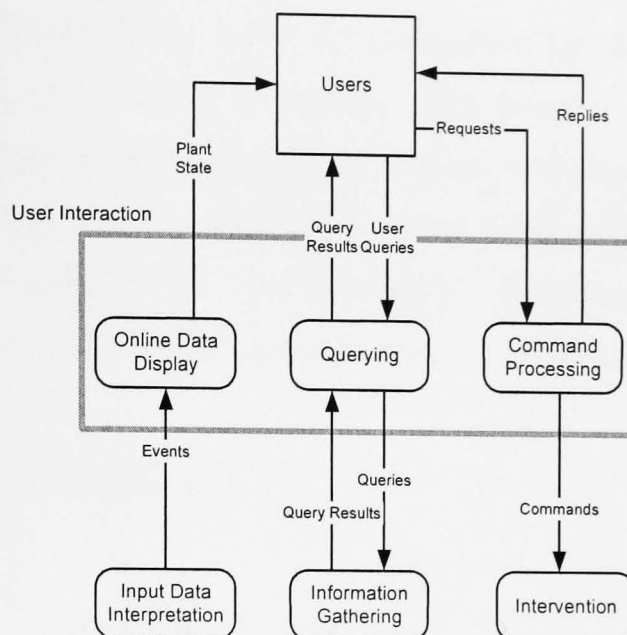 Users
Requests
Replies
Plant
State
User Interaction
Query
Results
User
Queries
Online Data
Display
Querying
Command
Processing
Events
Queries
Query Results
Commands
Input Data
Interpretation
Information
Gathering
Intervention